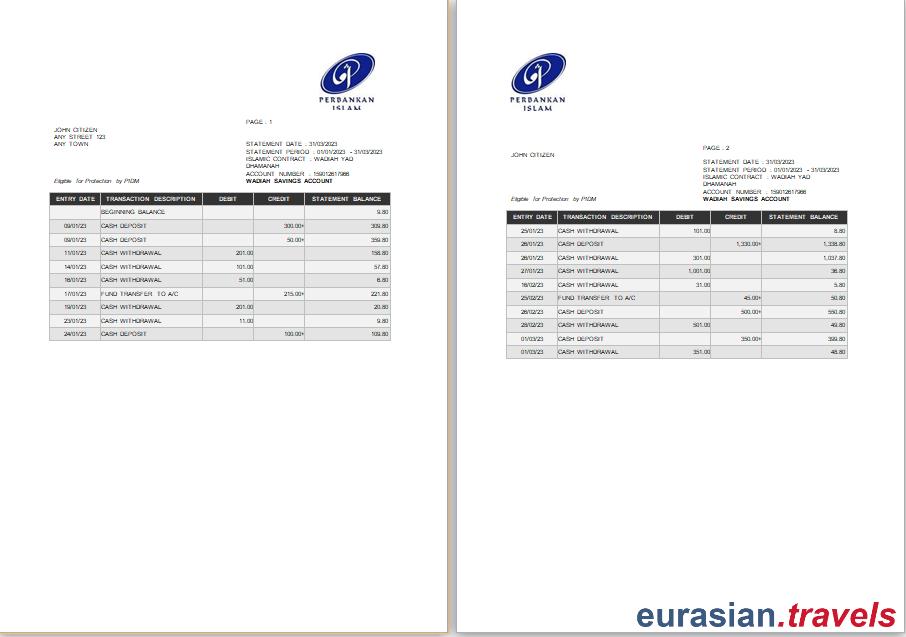 PERBANKAN
ISLAM
PAGE : 1
JOHN CITIZEN
ANY STREET 123
ANY TOWN
STATEMENT DATE : 31/03/2023
STATEMENT PERIOD : 01/01/2023 - 31/03/2023
ISLAMIC CONTRACT : WADIAH YAD
DHAMANAH
ACCOUNT NUMBER : 159012617966
Eligible for Protection by PIDM WADIAH SAVINGS ACCOUNT
ENTRY DATE TRANSACTION DESCRIPTION DEBIT CREDIT STATEMENT BALANCE
BEGINNING BALANCE 9.80
09/01/23 CASH DEPOSIT 300.00+ 309.80
09/01/23 CASH DEPOSIT 50.00+ 359.80
11/01/23 CASH WITHDRAWAL 201.00 158.80
14/01/23 CASH WITHDRAWAL 101.00 57.80
16/01/23 CASH WITHDRAWAL 51.00 6.80
17/01/23 FUND TRANSFER TO A/C 215.00+ 221.80
19/01/23 CASH WITHDRAWAL 201.00 20.80
23/01/23 CASH WITHDRAWAL 11.00 9.80
24/01/23 CASH DEPOSIT 100.00+ 109.80
PERBANKAN
ISLAM
PAGE : 2
JOHN CITIZEN
STATEMENT DATE : 31/03/2023
STATEMENT PERIOD : 01/01/2023 - 31/03/2023
ISLAMIC CONTRACT : WADIAH YAD
DHAMANAH
ACCOUNT NUMBER : 159012617966
Eligible for Protection by PIDM WADIAH SAVINGS ACCOUNT
ENTRY DATE TRANSACTION DESCRIPTION DEBIT CREDIT STATEMENT BALANCE
25/01/23 CASH WITHDRAWAL 101.00 8.80
26/01/23 CASH DEPOSIT 1,330.00+ 1,338.80
26/01/23 CASH WITHDRAWAL 301.00 1,037.80
27/01/23 CASH WITHDRAWAL 1,001.00 36.80
16/02/23 CASH WITHDRAWAL 31.00 5.80
25/02/23 FUND TRANSFER TO A/C 45.00+ 50.80
26/02/23 CASH DEPOSIT 500.00+ 550.80
28/02/23 CASH WITHDRAWAL 501.00 49.80
01/03/23 CASH DEPOSIT 350.00+ 399.80
01/03/23 CASH WITHDRAWAL 351.00 48.80
eurasian.travels